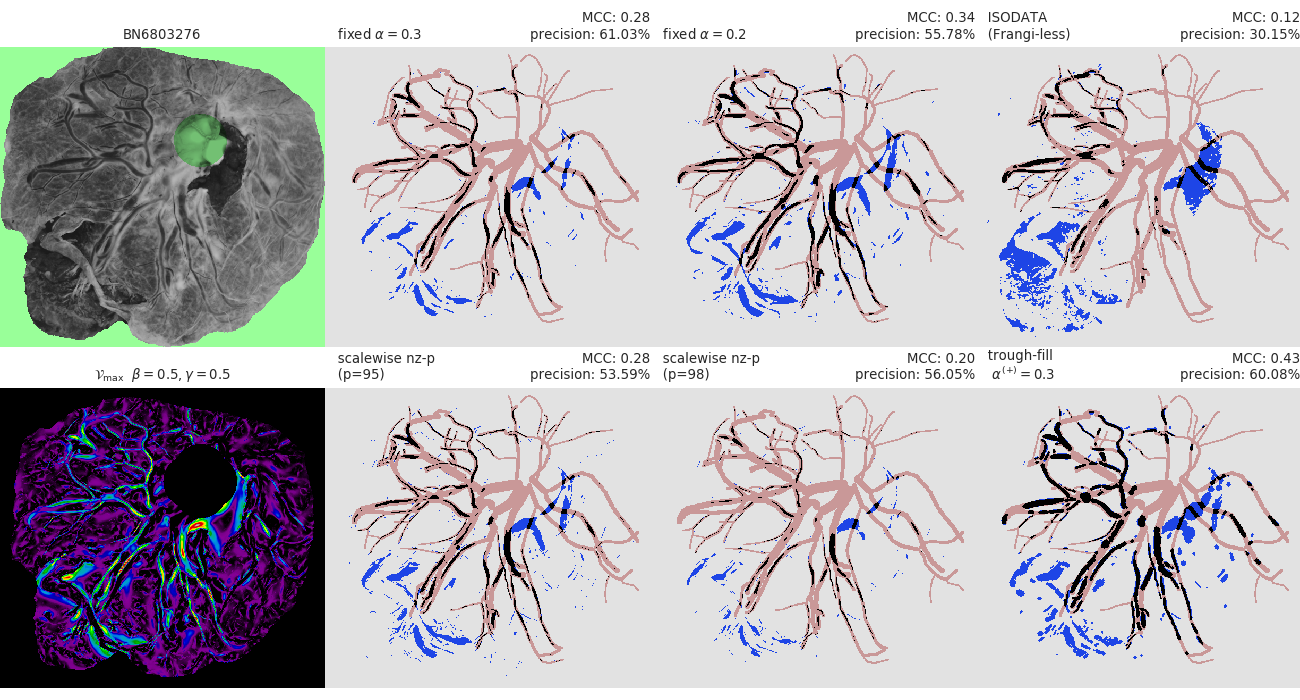 BN6803276
fixed α = 0.3
MCC: 0.28
precision: 61.03%
fixed α = 0.2
MCC: 0.34
precision: 55.78%
ISODATA
(Frangi-less)
MCC: 0.12
precision: 30.15%
𝒱max β = 0.5, γ = 0.5
scalewise nz-p
(p=95)
MCC: 0.28
precision: 53.59%
scalewise nz-p
(p=98)
MCC: 0.20
precision: 56.05%
trough-fill
α(+) = 0.3
MCC: 0.43
precision: 60.08%